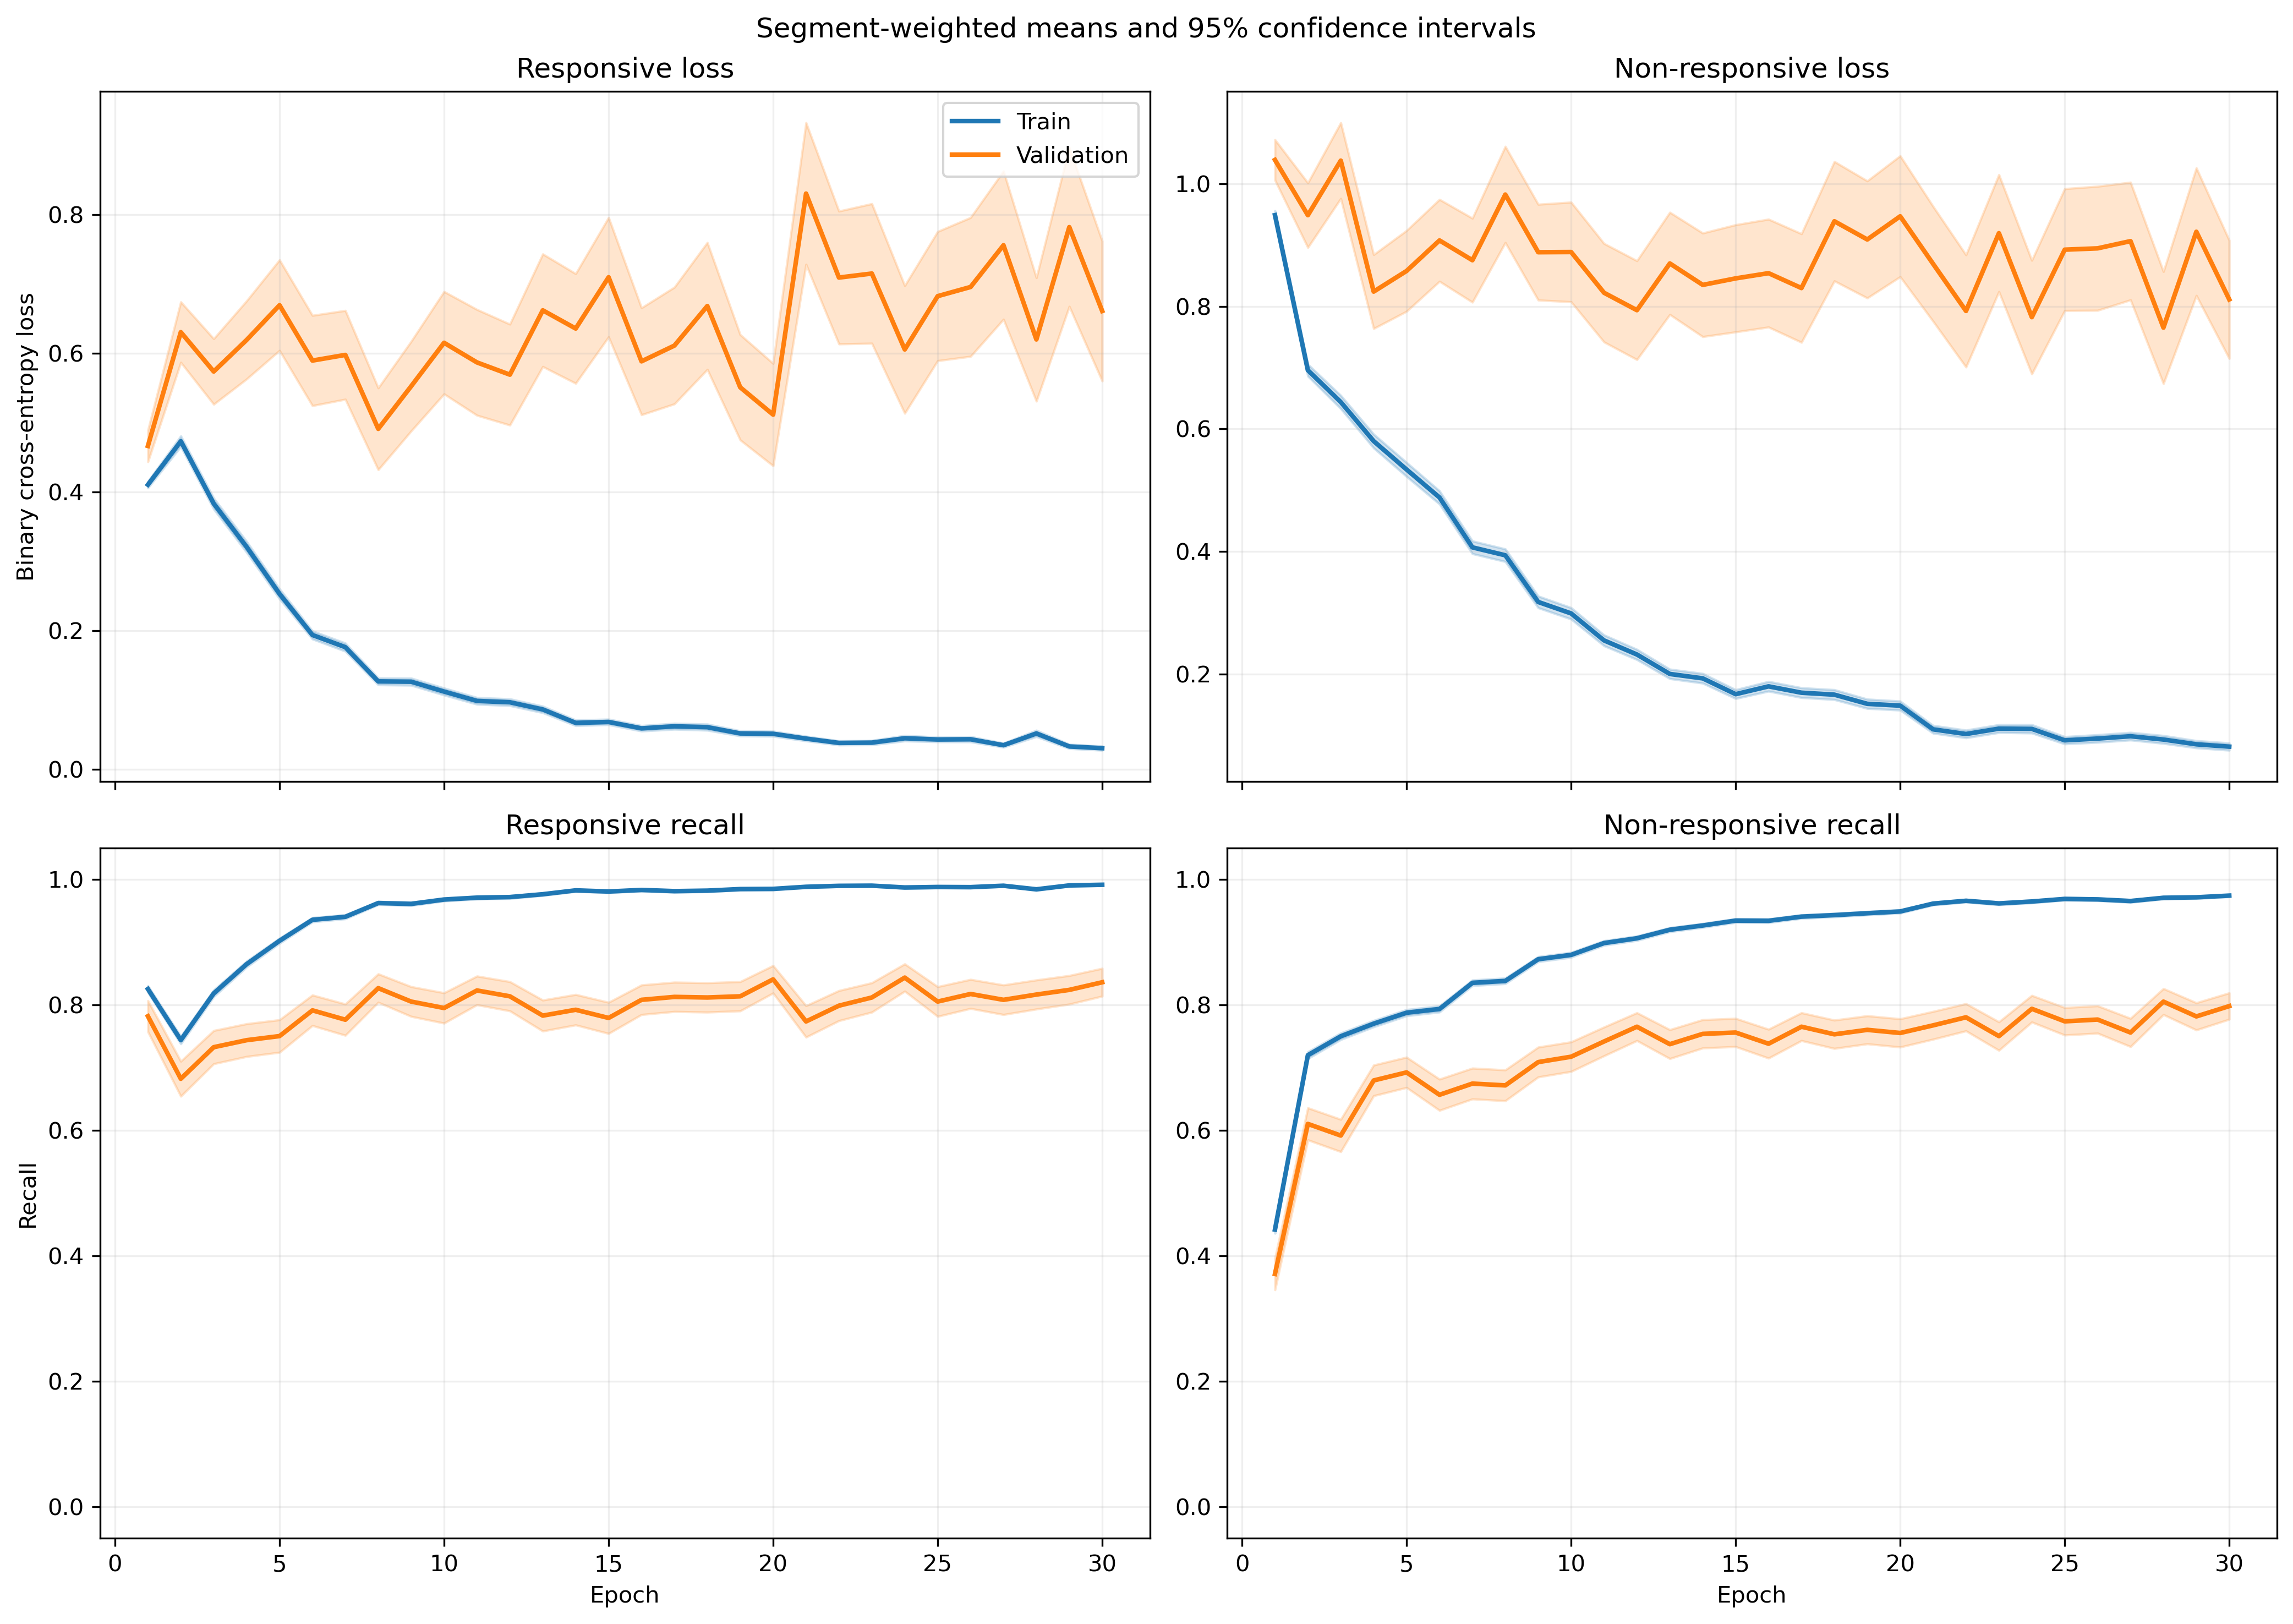 Segment-weighted means and 95% confidence intervals
Responsive loss
Binary cross-entropy loss
0.8
0.6
0.4
0.2
0.0
Train
Validation
Non-responsive loss
1.0
0.8
0.6
0.4
0.2
Responsive recall
Recall
1.0
0.8
0.6
0.4
0.2
0.0
0 5 10 15 20 25 30
Epoch
Non-responsive recall
1.0
0.8
0.6
0.4
0.2
0.0
0 5 10 15 20 25 30
Epoch